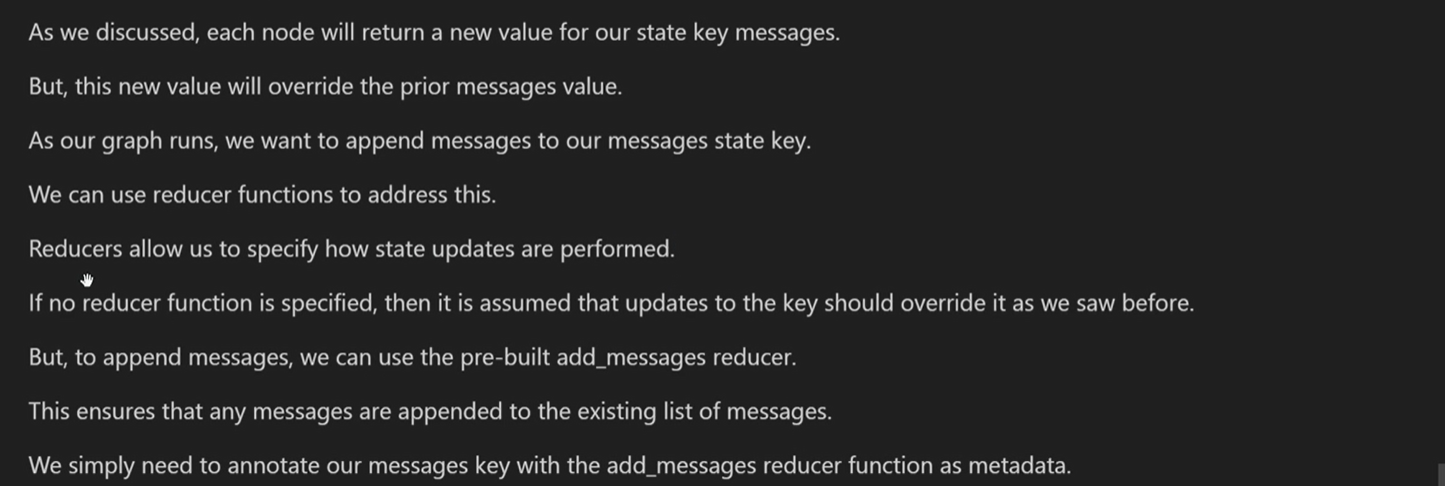 As we discussed, each node will return a new value for our state key messages.
But, this new value will override the prior messages value.
As our graph runs, we want to append messages to our messages state key.
We can use reducer functions to address this.
Reducers allow us to specify how state updates are performed.
If no reducer function is specified, then it is assumed that updates to the key should override it as we saw before.
But, to append messages, we can use the pre-built add_messages reducer.
This ensures that any messages are appended to the existing list of messages.
We simply need to annotate our messages key with the add_messages reducer function as metadata.